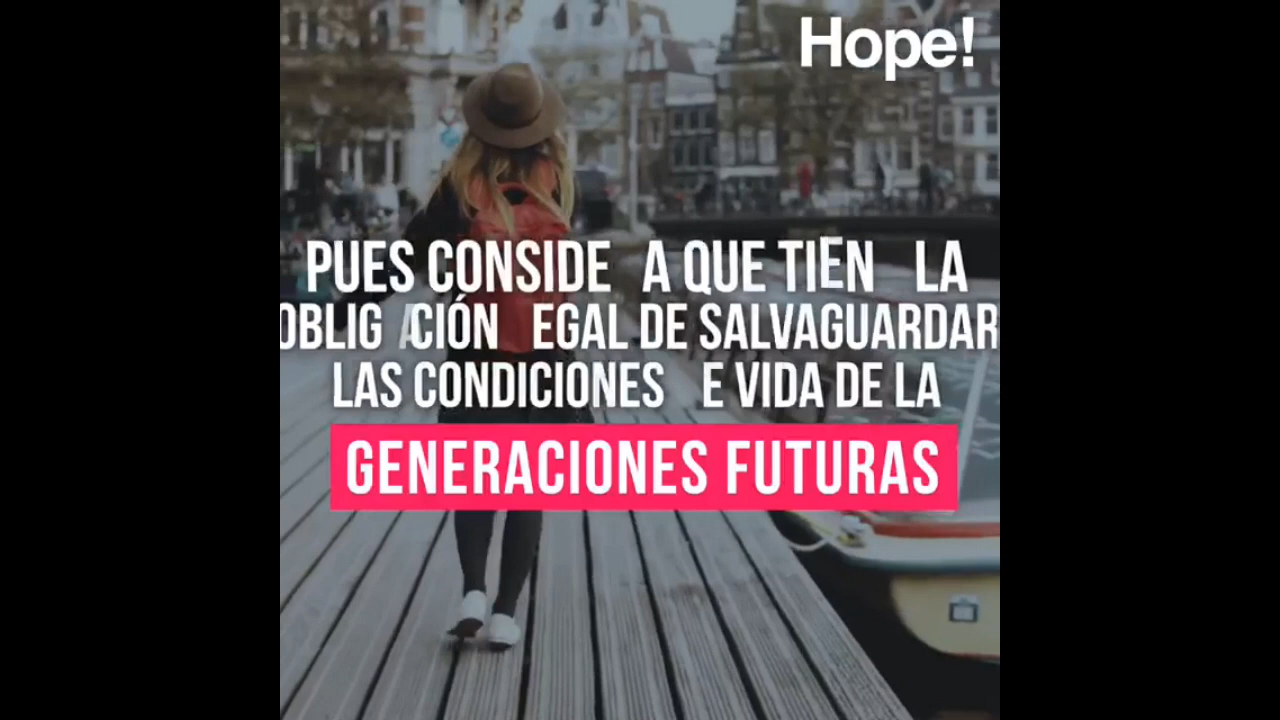 Hope!
PUES CONSIDE A QUE TIEN LA
OBLIG ACIÓN EGAL DE SALVAGUARDAR
LAS CONDICIONES E VIDA DE LA
GENERACIONES FUTURAS